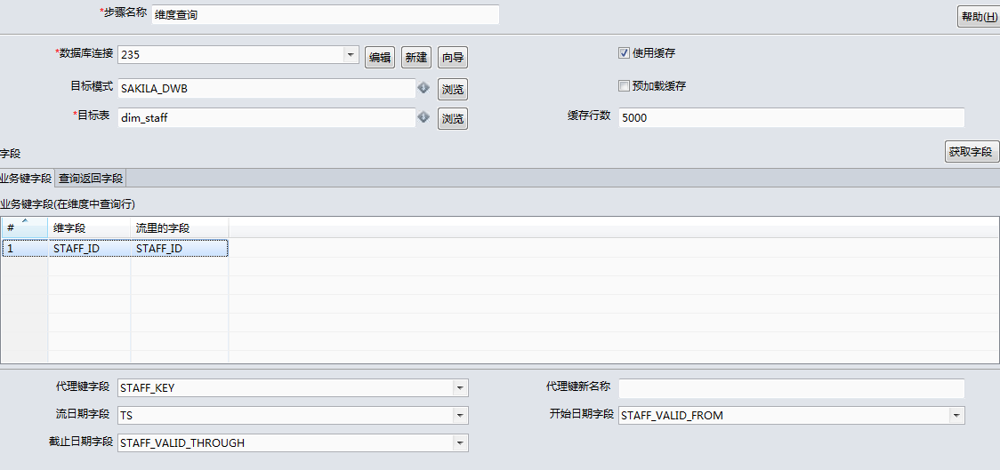 *步骤名称 维度查询 帮助(H)
*数据库连接 235 编辑 新建 向导 使用缓存
目标模式 SAKILA_DWB 浏览 预加载缓存
*目标表 dim_staff 浏览 缓存行数 5000
字段 获取字段
业务键字段 查询返回字段
业务键字段(在维度中查询行)
# 维字段 流里的字段
1 STAFF_ID STAFF_ID
代理键字段 STAFF_KEY 代理键新名称
流日期字段 TS 开始日期字段 STAFF_VALID_FROM
截止日期字段 STAFF_VALID_THROUGH